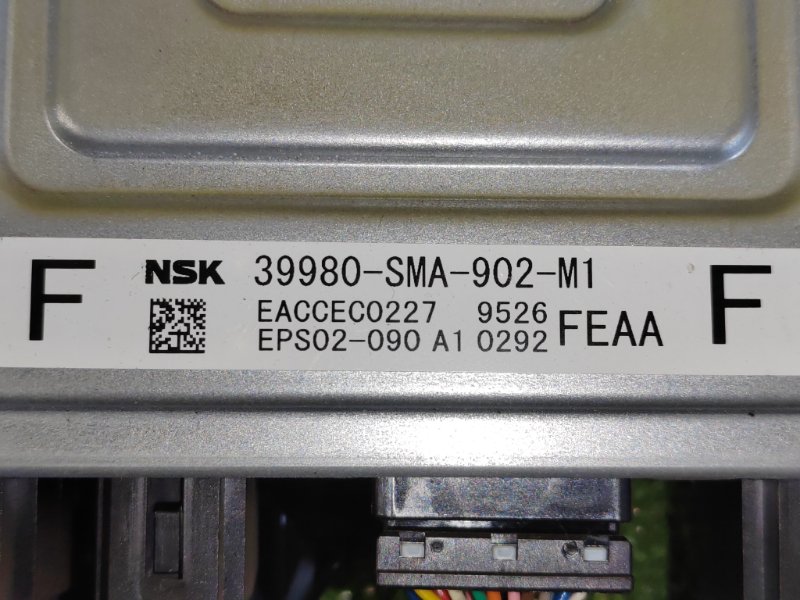 F NSK 39980-SMA-902-M1 F
EACCEC0227 9526
EPS02-090 A1 0292 FEAA